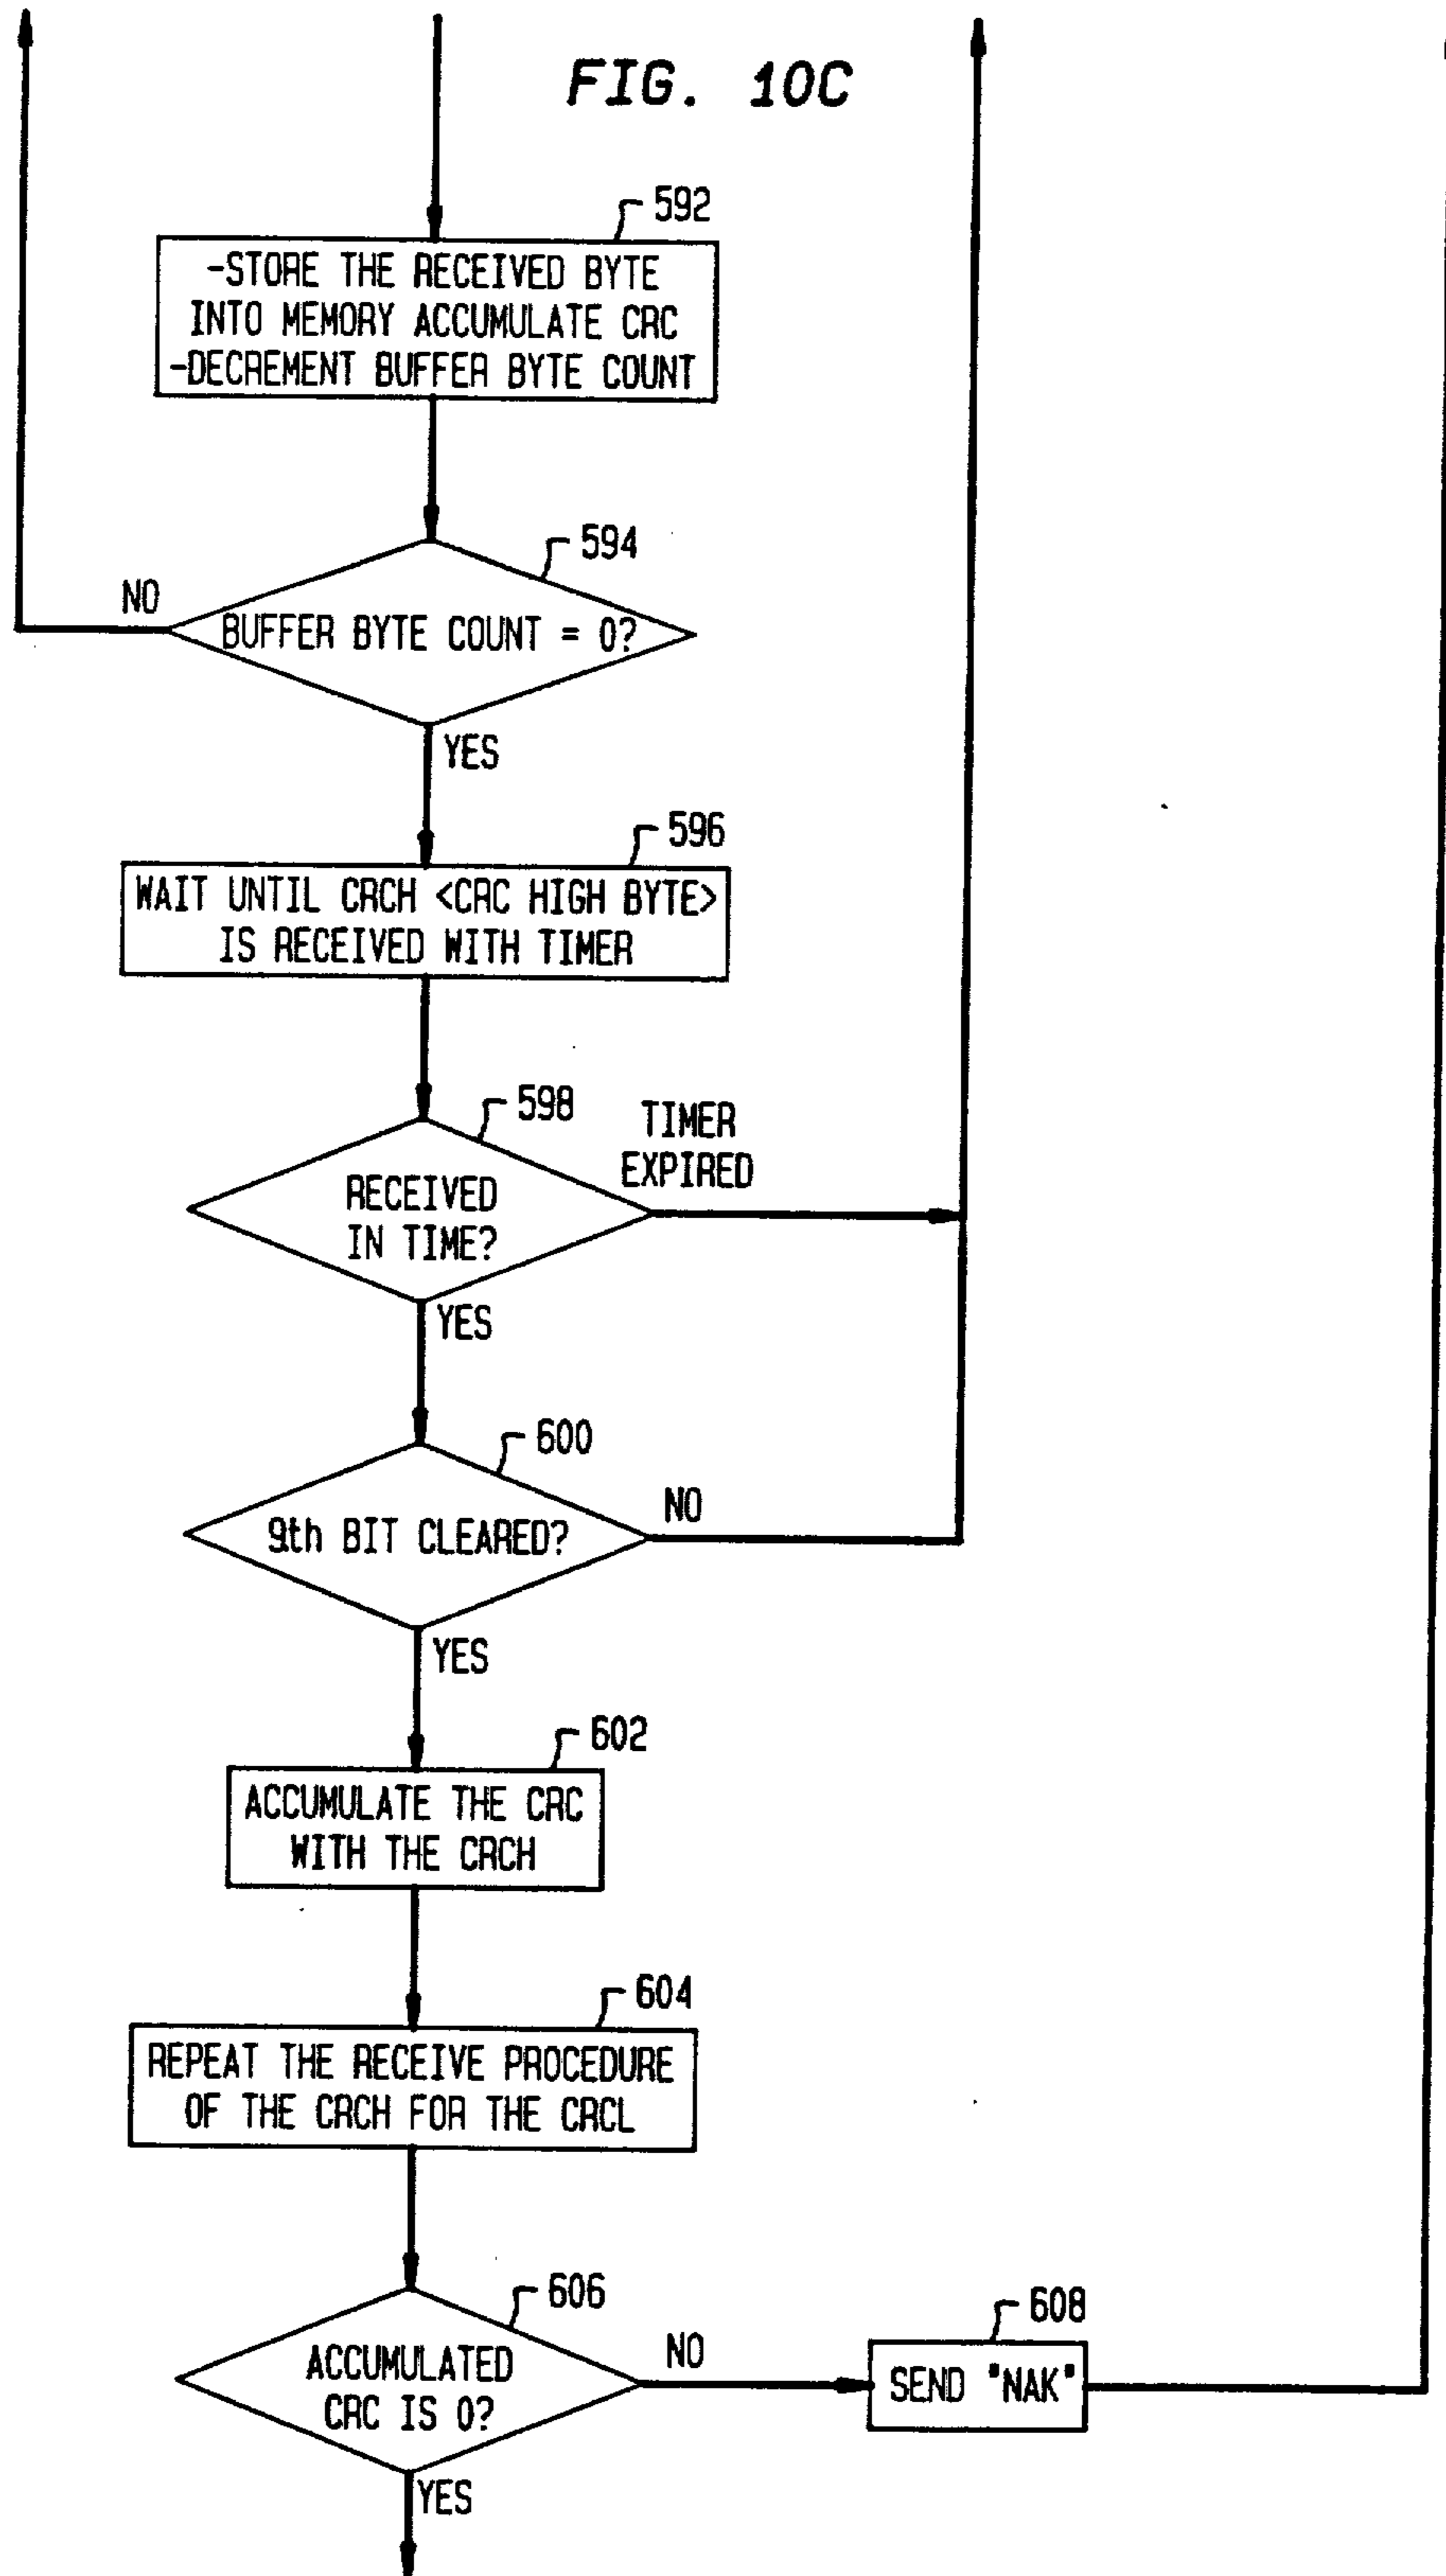 FIG. 10C
592
-STORE THE RECEIVED BYTE
INTO MEMORY ACCUMULATE CRC
-DECREMENT BUFFER BYTE COUNT
594
NO
BUFFER BYTE COUNT = 0?
YES
596
WAIT UNTIL CRCH <CRC HIGH BYTE>
IS RECEIVED WITH TIMER
598
TIMER
EXPIRED
RECEIVED
IN TIME?
YES
600
NO
9th BIT CLEARED?
YES
602
ACCUMULATE THE CRC
WITH THE CRCH
604
REPEAT THE RECEIVE PROCEDURE
OF THE CRCH FOR THE CRCL
606
608
NO
ACCUMULATED
CRC IS 0?
SEND "NAK"
YES